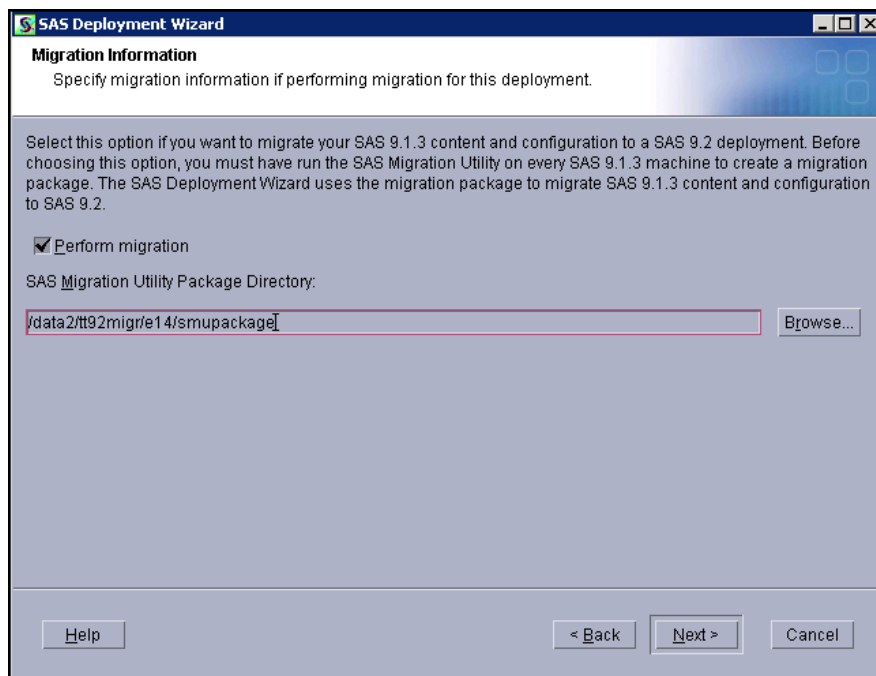 SAS Deployment Wizard
Migration Information
Specify migration information if performing migration for this deployment.
Select this option if you want to migrate your SAS 9.1.3 content and configuration to a SAS 9.2 deployment. Before
choosing this option, you must have run the SAS Migration Utility on every SAS 9.1.3 machine to create a migration
package. The SAS Deployment Wizard uses the migration package to migrate SAS 9.1.3 content and configuration
to SAS 9.2.
Perform migration
SAS Migration Utility Package Directory:
/data2/tt92migr/e14/smupackage
Browse...
Help
< Back
Next >
Cancel